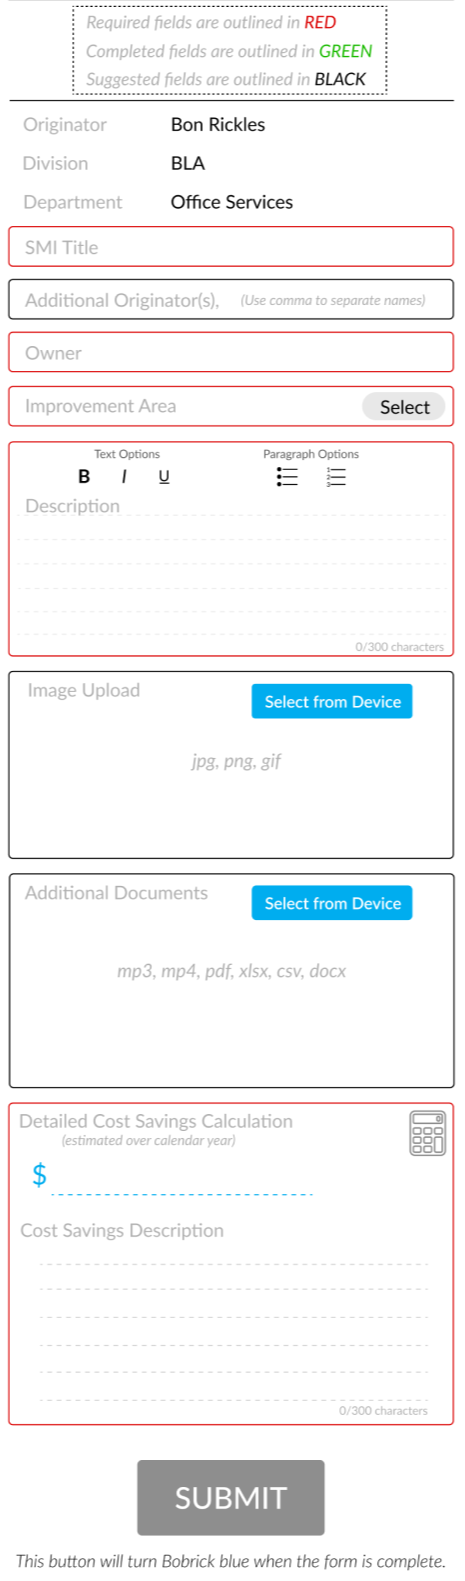 Required fields are outlined in RED
Completed fields are outlined in GREEN
Suggested fields are outlined in BLACK
Originator Bon Rickles
Division BLA
Department Office Services
SMI Title
Additional Originator(s), (Use comma to separate names)
Owner
Improvement Area Select
Text Options Paragraph Options
B I U
1
2
3
Description
0/300 characters
Image Upload Select from Device
jpg, png, gif
Additional Documents Select from Device
mp3, mp4, pdf, xlsx, csv, docx
Detailed Cost Savings Calculation
(estimated over calendar year)
0
$
Cost Savings Description
0/300 characters
SUBMIT
This button will turn Bobrick blue when the form is complete.